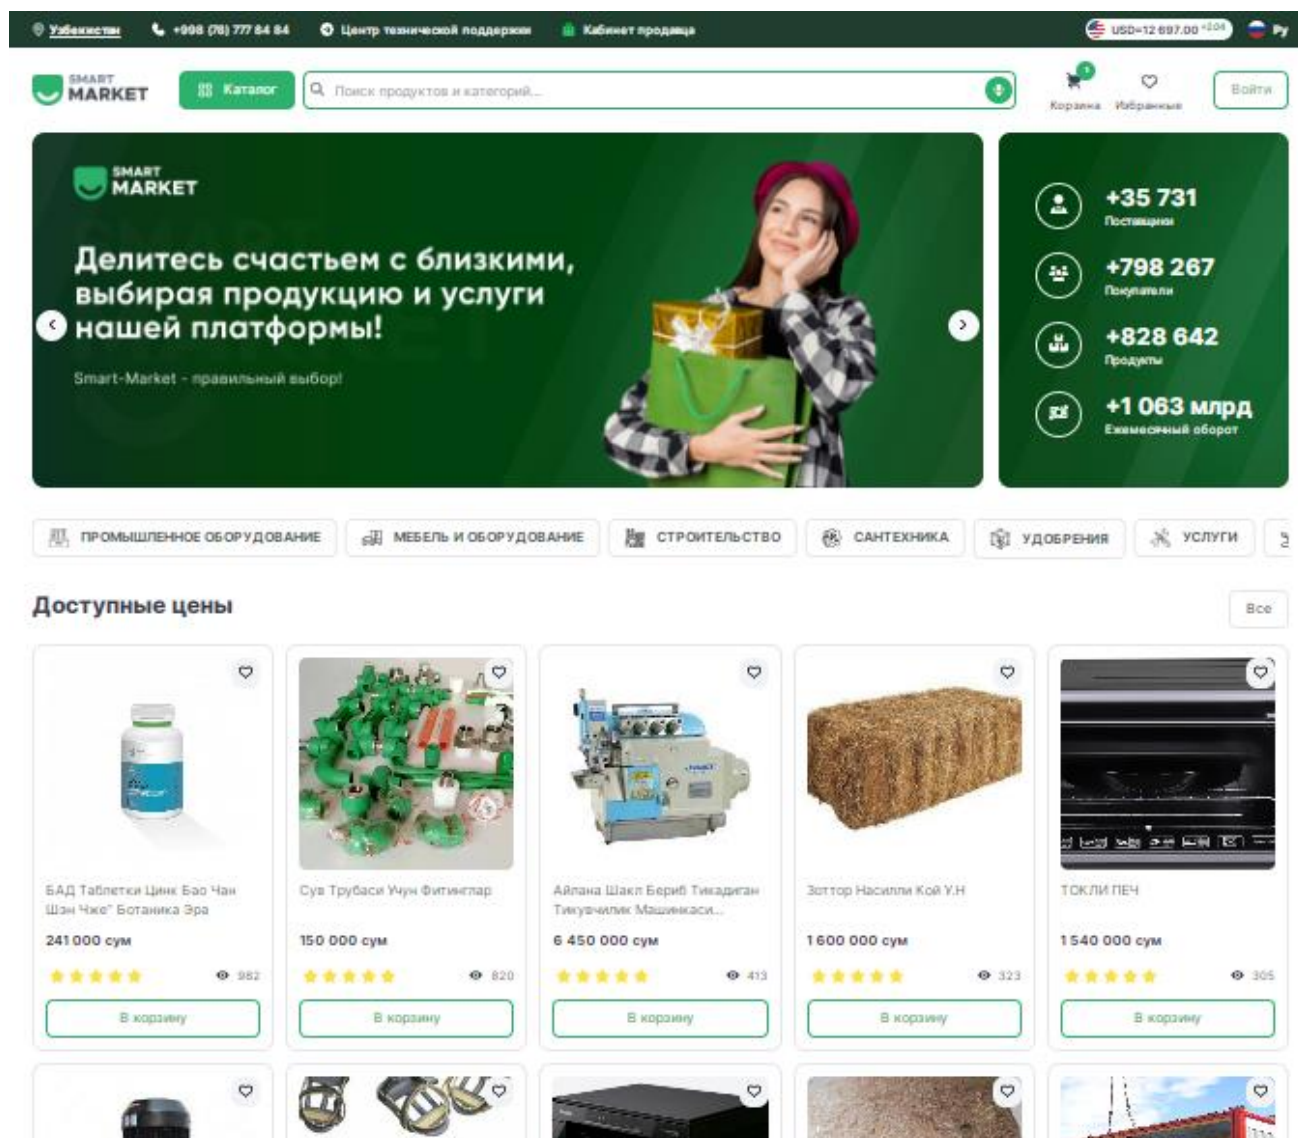 Узбекистан
+998 (78) 777 84 84
Центр технической поддержки
Кабинет продавца
USD=12 697.00 +2.04
Ру
SMART
MARKET
Каталог
Поиск продуктов и категорий...
1
Корзина
Избранные
Войти
SMART
MARKET
Делитесь счастьем с близкими,
выбирая продукцию и услуги
нашей платформы!
Smart-Market - правильный выбор!
+35 731
Поставщики
+798 267
Покупатели
+828 642
Продукты
+1 063 млрд
Ежемесячный оборот
ПРОМЫШЛЕННОЕ ОБОРУДОВАНИЕ
МЕБЕЛЬ И ОБОРУДОВАНИЕ
СТРОИТЕЛЬСТВО
САНТЕХНИКА
УДОБРЕНИЯ
УСЛУГИ
Доступные цены
Все
БАД Таблетки Цинк Бао Чан
Шэн Чже" Ботаника Эра
241 000 сум
982
В корзину
Сув Трубаси Учун Фитинглар
150 000 сум
820
В корзину
Айлана Шакл Бериб Тикадиган
Тикувчилик Машинкаси...
6 450 000 сум
413
В корзину
Зоттор Насилли Кой У.Н
1 600 000 сум
323
В корзину
ТОКЛИ ПЕЧ
1 540 000 сум
305
В корзину